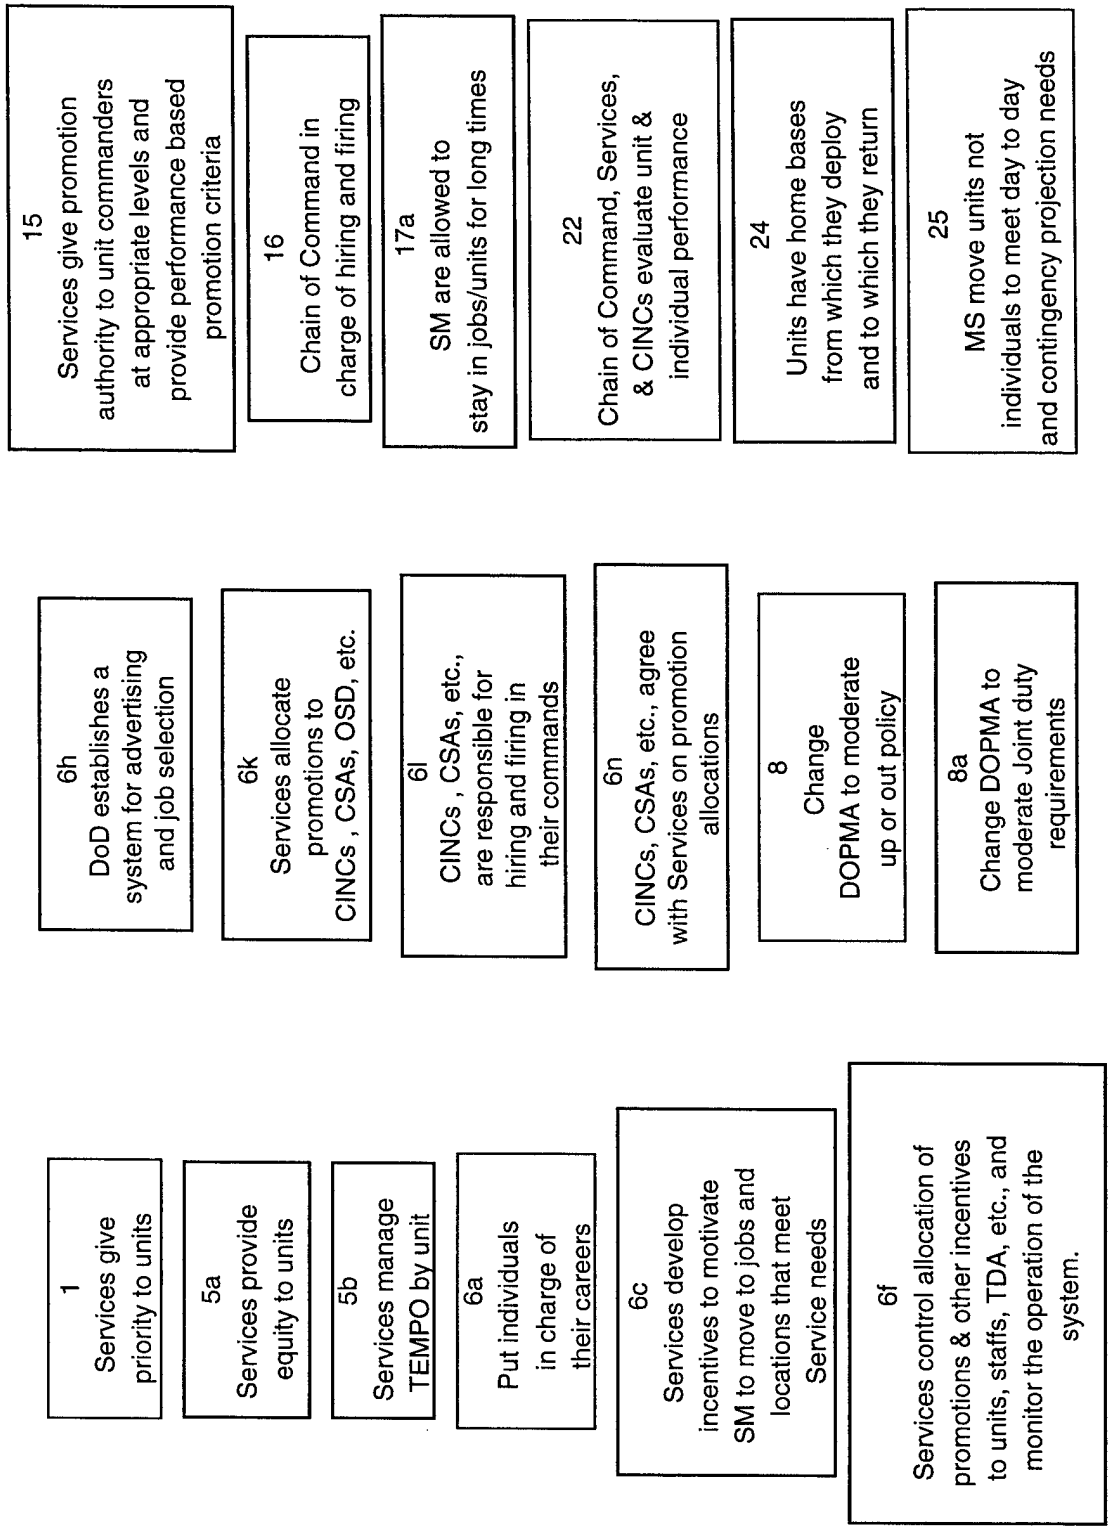 1
Services give
priority to units
5a
Services provide
equity to units
5b
Services manage
TEMPO by unit
6a
Put individuals
in charge of
their careers
6c
Services develop
incentives to motivate
SM to move to jobs and
locations that meet
Service needs
6f
Services control allocation of
promotions & other incentives
to units, staffs, TDA, etc., and
monitor the operation of the
system.
6h
DoD establishes a
system for advertising
and job selection
6k
Services allocate
promotions to
CINCs, CSAs, OSD, etc.
6l
CINCs , CSAs, etc.,
are responsible for
hiring and firing in
their commands
6n
CINCs, CSAs, etc., agree
with Services on promotion
allocations
8
Change
DOPMA to moderate
up or out policy
8a
Change DOPMA to
moderate Joint duty
requirements
15
Services give promotion
authority to unit commanders
at appropriate levels and
provide performance based
promotion criteria
16
Chain of Command in
charge of hiring and firing
17a
SM are allowed to
stay in jobs/units for long times
22
Chain of Command, Services,
& CINCs evaluate unit &
individual performance
24
Units have home bases
from which they deploy
and to which they return
25
MS move units not
individuals to meet day to day
and contingency projection needs